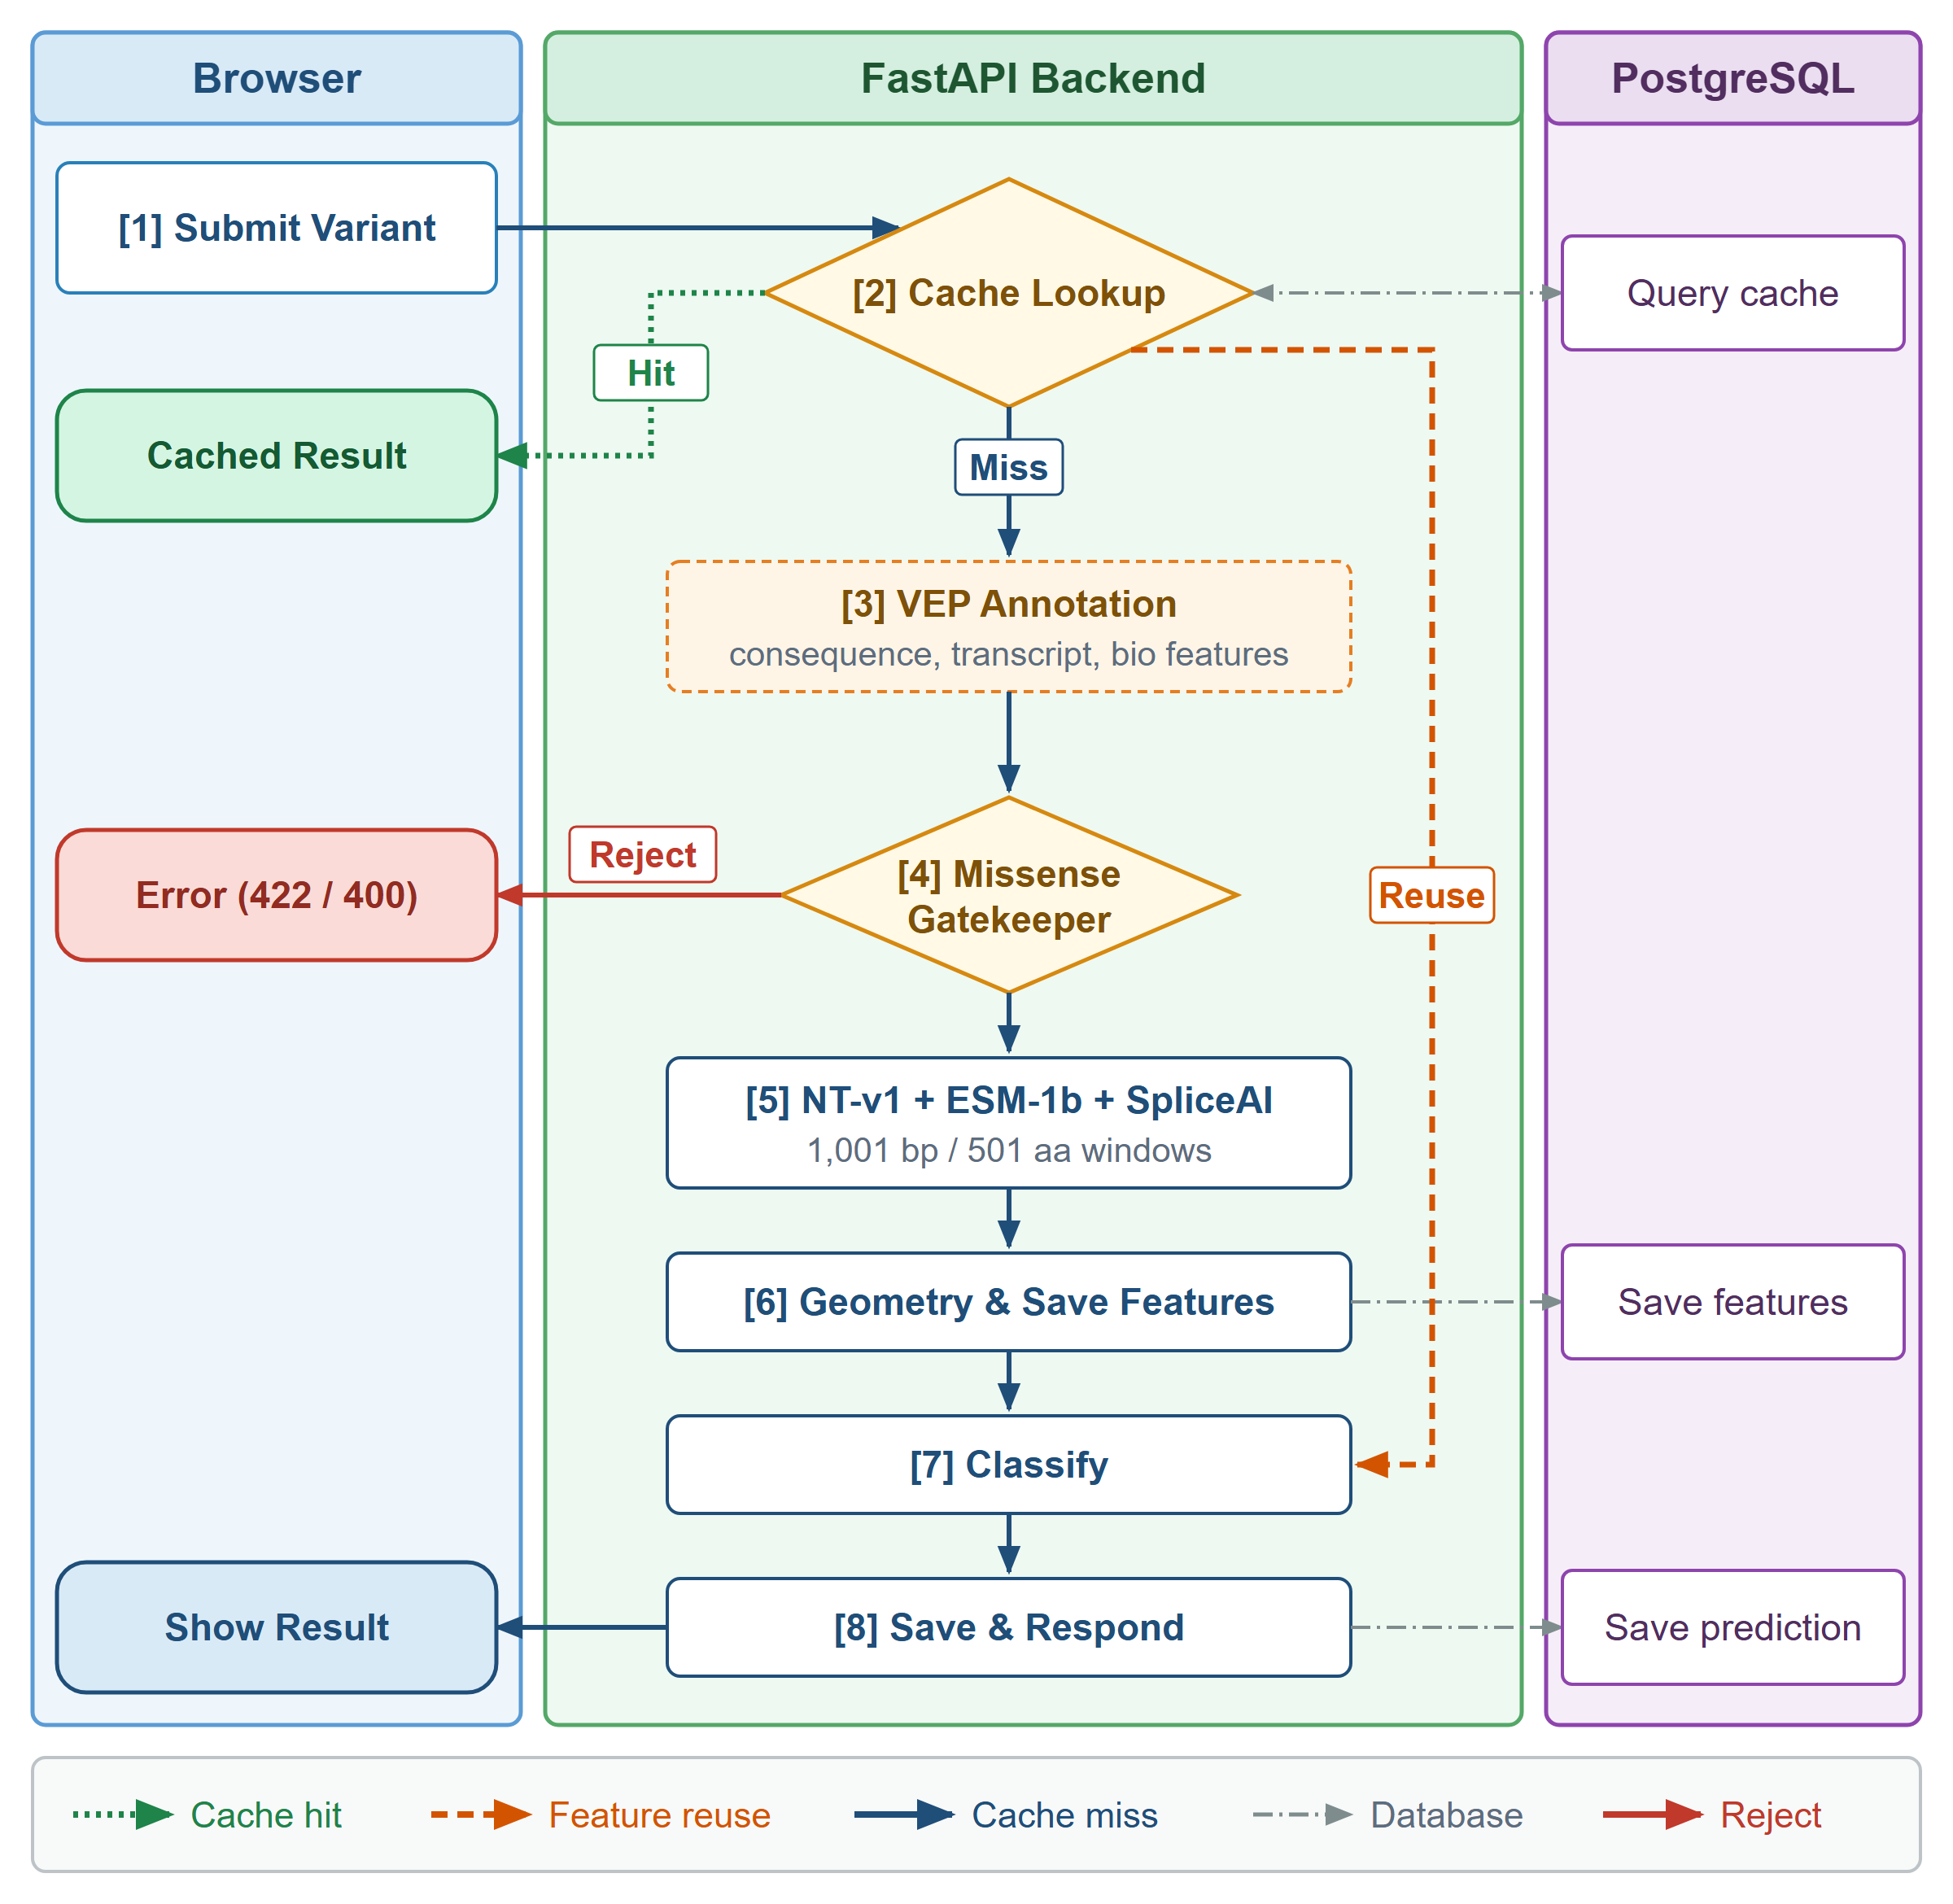 Browser
FastAPI Backend
PostgreSQL
[1] Submit Variant
[2] Cache Lookup
Query cache
Hit
Cached Result
Miss
[3] VEP Annotation
consequence, transcript, bio features
Reject
Error (422 / 400)
[4] Missense
Gatekeeper
Reuse
[5] NT-v1 + ESM-1b + SpliceAI
1,001 bp / 501 aa windows
[6] Geometry & Save Features
Save features
[7] Classify
Show Result
[8] Save & Respond
Save prediction
Cache hit
Feature reuse
Cache miss
Database
Reject